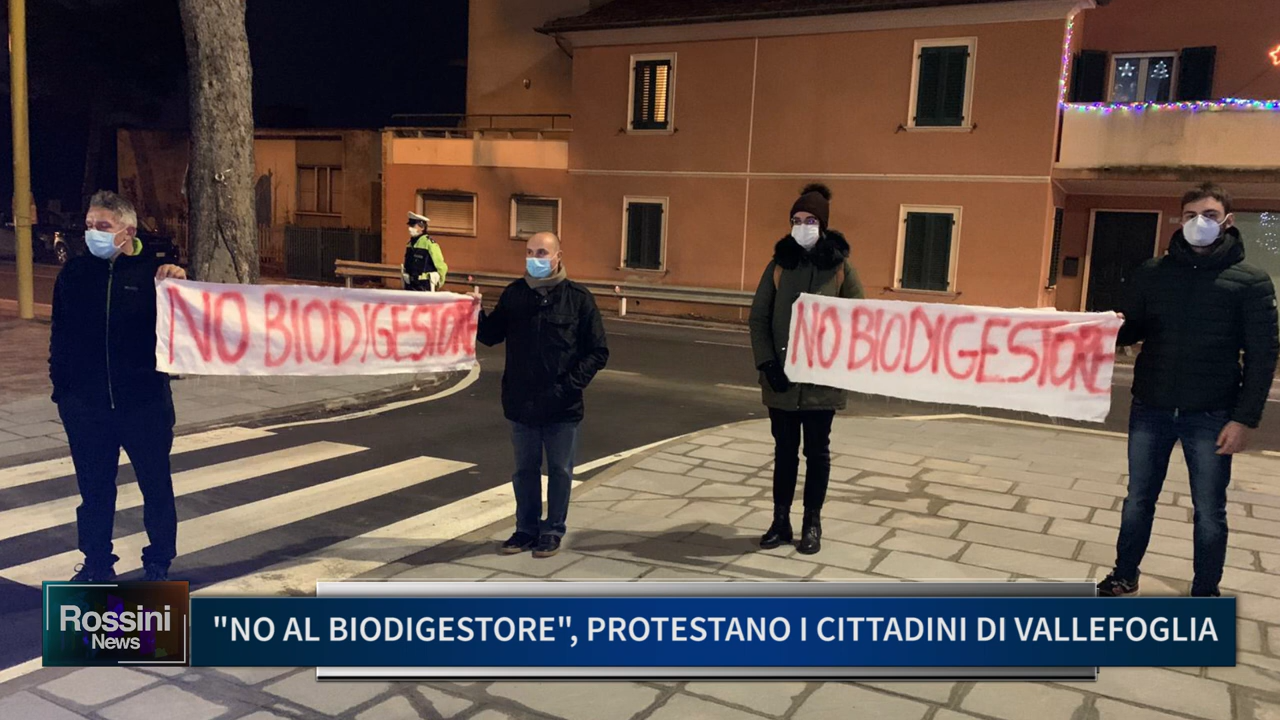 NO BIODIGESTORE
NO BIODIGESTORE
Rossini
News
"NO AL BIODIGESTORE", PROTESTANO I CITTADINI DI VALLEFOGLIA